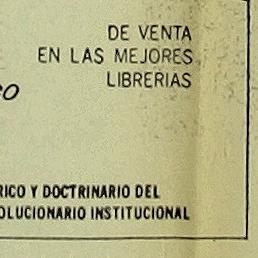 DE VENTA
EN LAS MEJORES
LIBRERIAS
RICO Y DOCTRINARIO DEL
OLUCIONARIO INSTITUCIONAL